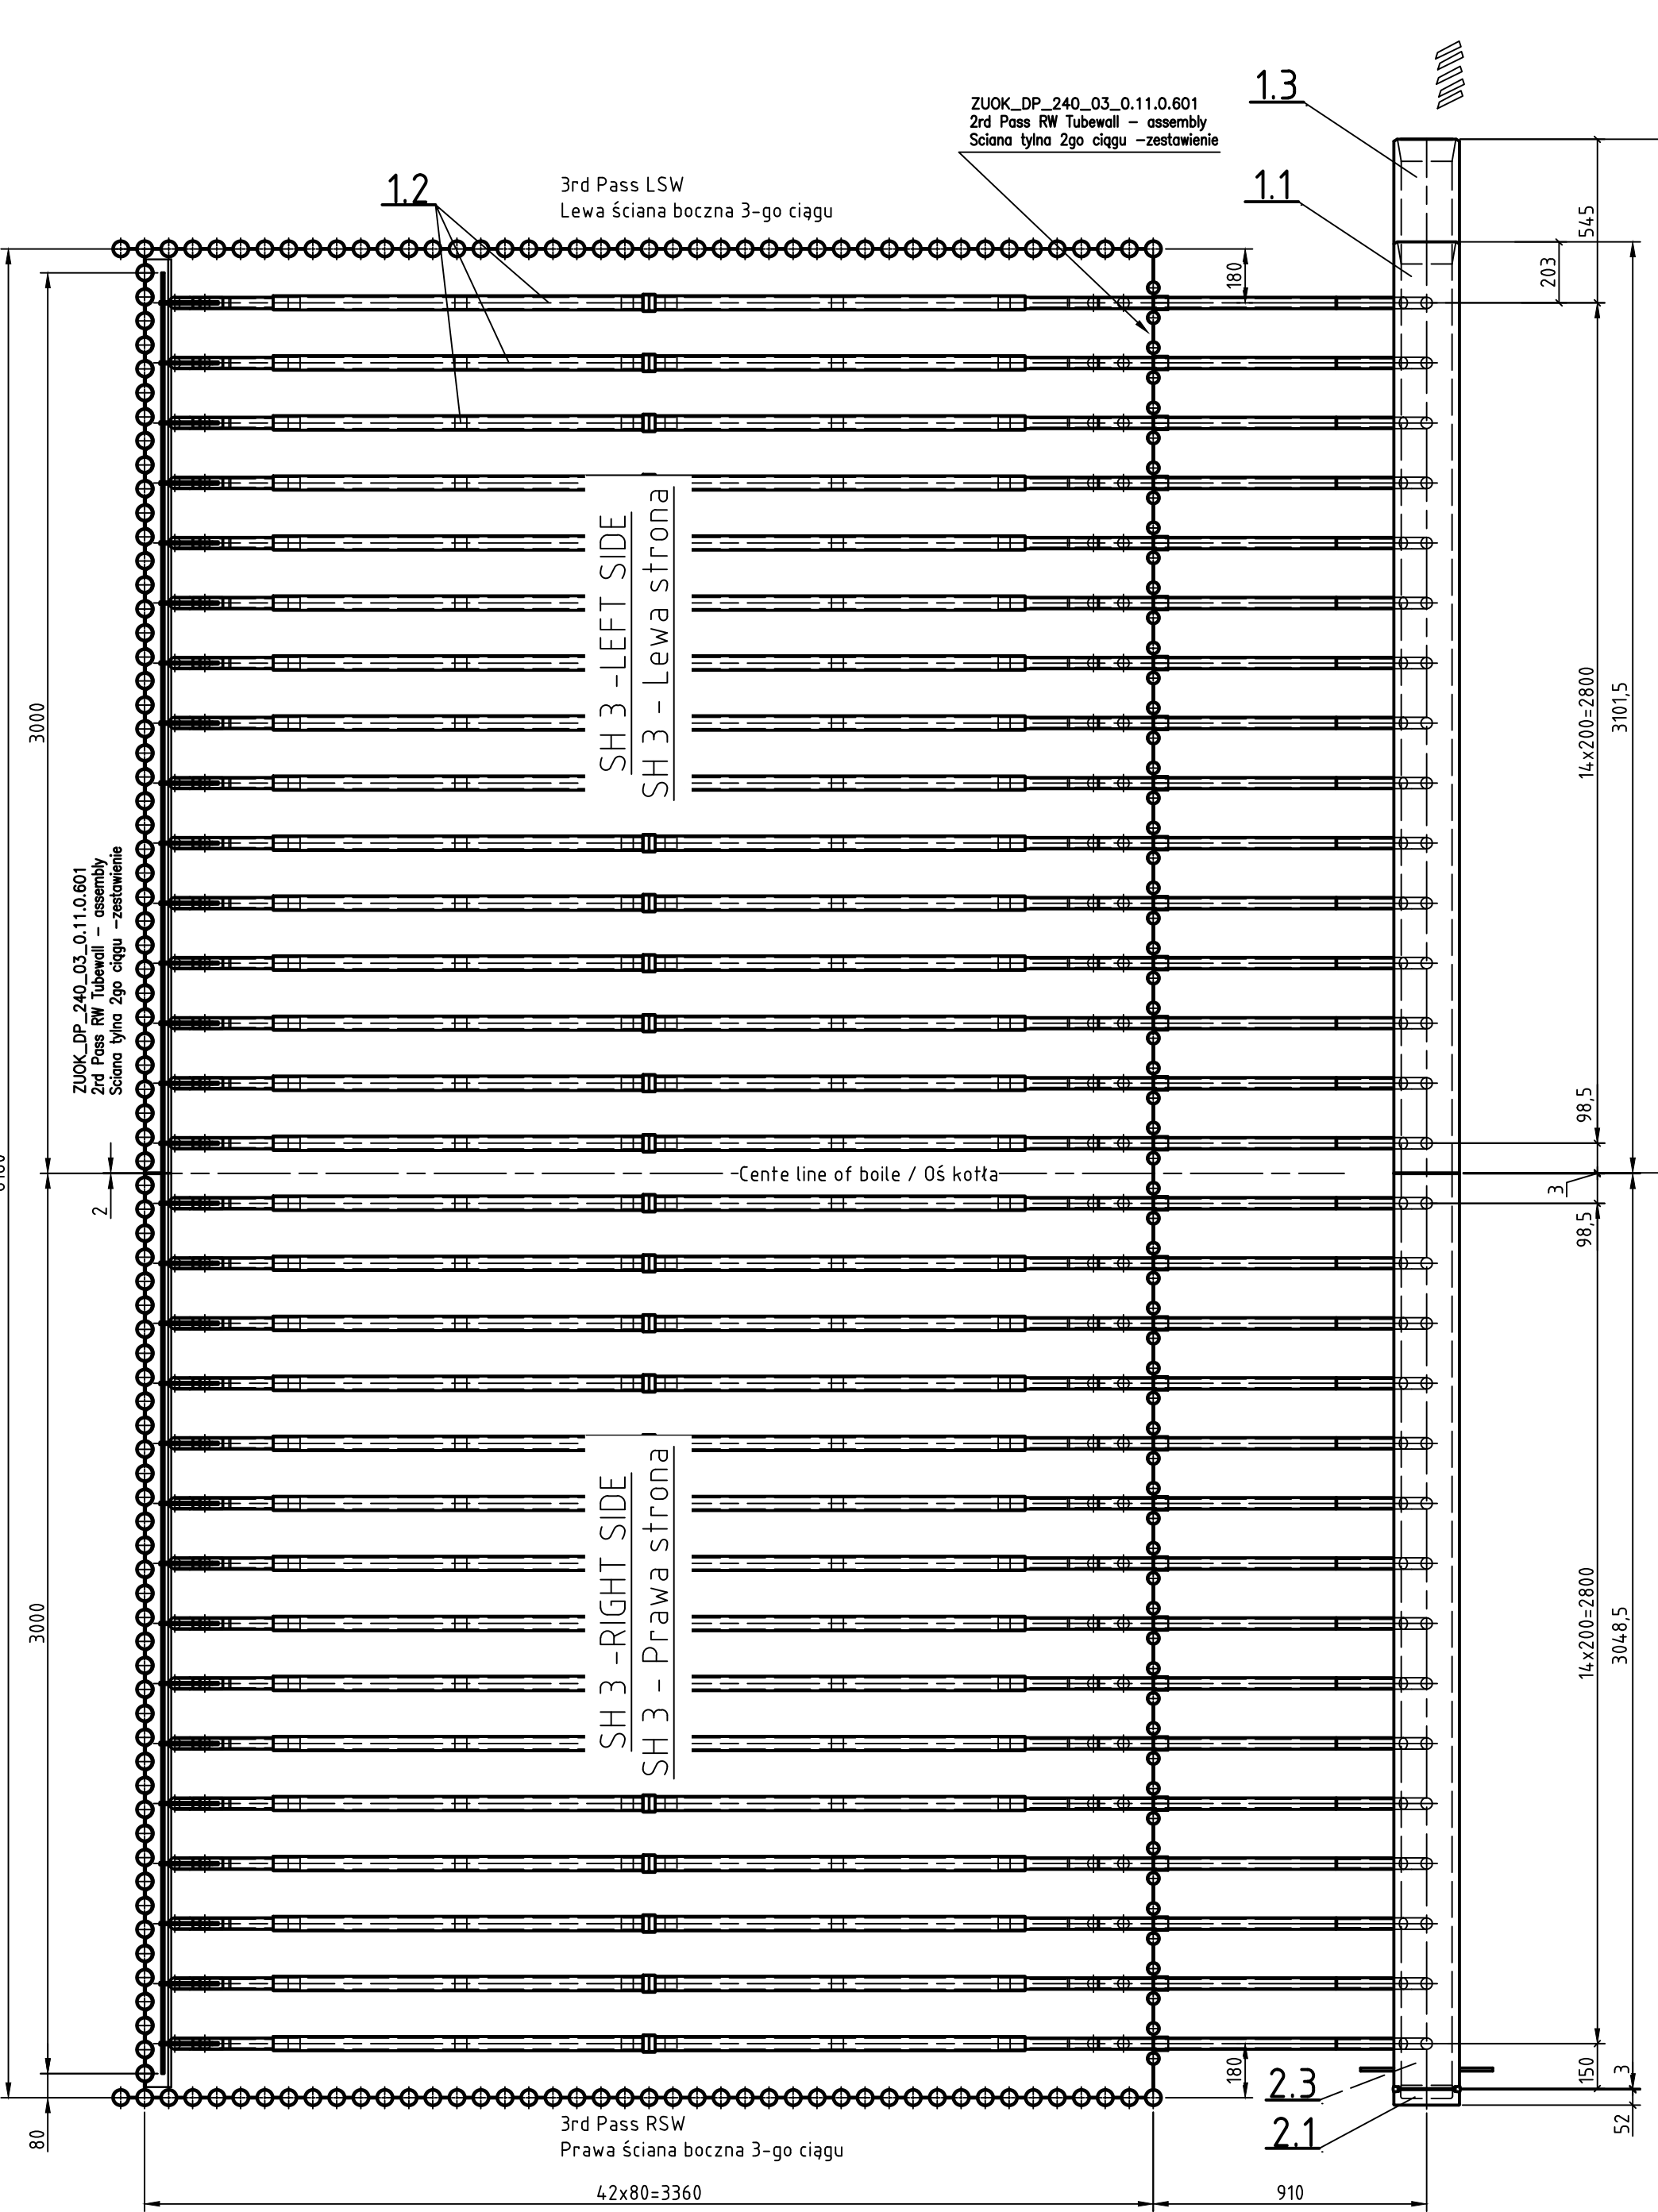 1.3
ZUOK_DP_240_03_0.11.0.601
2rd Pass RW Tubewall - assembly
Sciana tylna 2go ciągu -zestawienie
1.2
3rd Pass LSW
Lewa ściana boczna 3-go ciągu
1.1
545
203
180
SH 3 -LEFT SIDE
SH 3 - Lewa strona
3000
14x200=2800
3101,5
ZUOK_DP_240_03_0.11.0.601
2rd Pass RW Tubewall - assembly
Sciana tylna 2go ciągu -zestawienie
98,5
Cente line of boile / Oś kotła
2
3
98,5
SH 3 -RIGHT SIDE
SH 3 - Prawa strona
3000
14x200=2800
3048,5
180
150
3
2.3
2.1
52
80
3rd Pass RSW
Prawa ściana boczna 3-go ciągu
42x80=3360
910